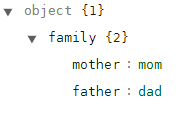 object {1}
family {2}
mother : mom
father : dad